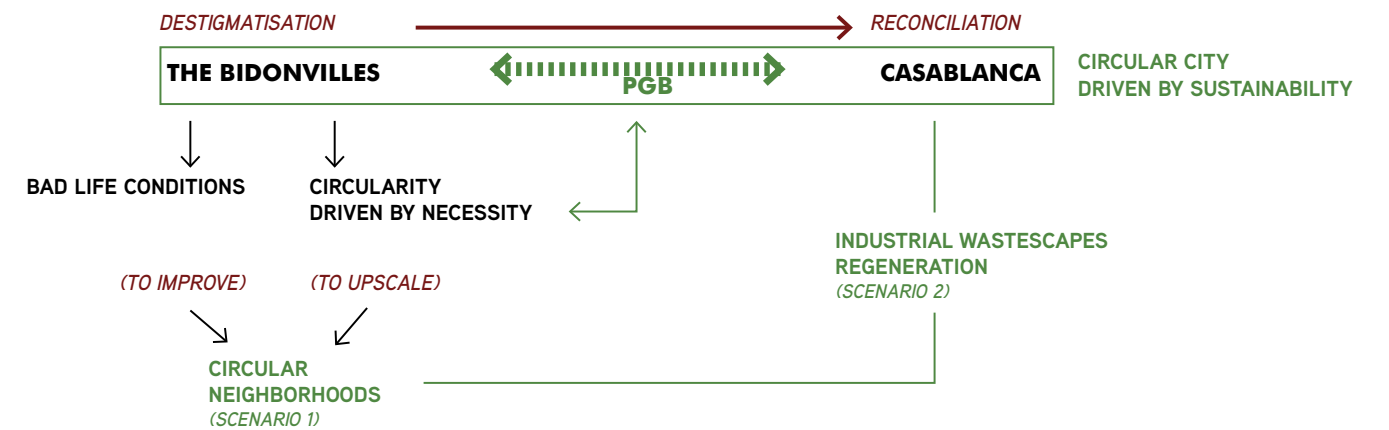 DESTIGMATISATION
RECONCILIATION
THE BIDONVILLES
PGB
CASABLANCA
CIRCULAR CITY
DRIVEN BY SUSTAINABILITY
BAD LIFE CONDITIONS
CIRCULARITY
DRIVEN BY NECESSITY
INDUSTRIAL WASTESCAPES
REGENERATION
(SCENARIO 2)
(TO IMPROVE)
(TO UPSCALE)
CIRCULAR
NEIGHBORHOODS
(SCENARIO 1)